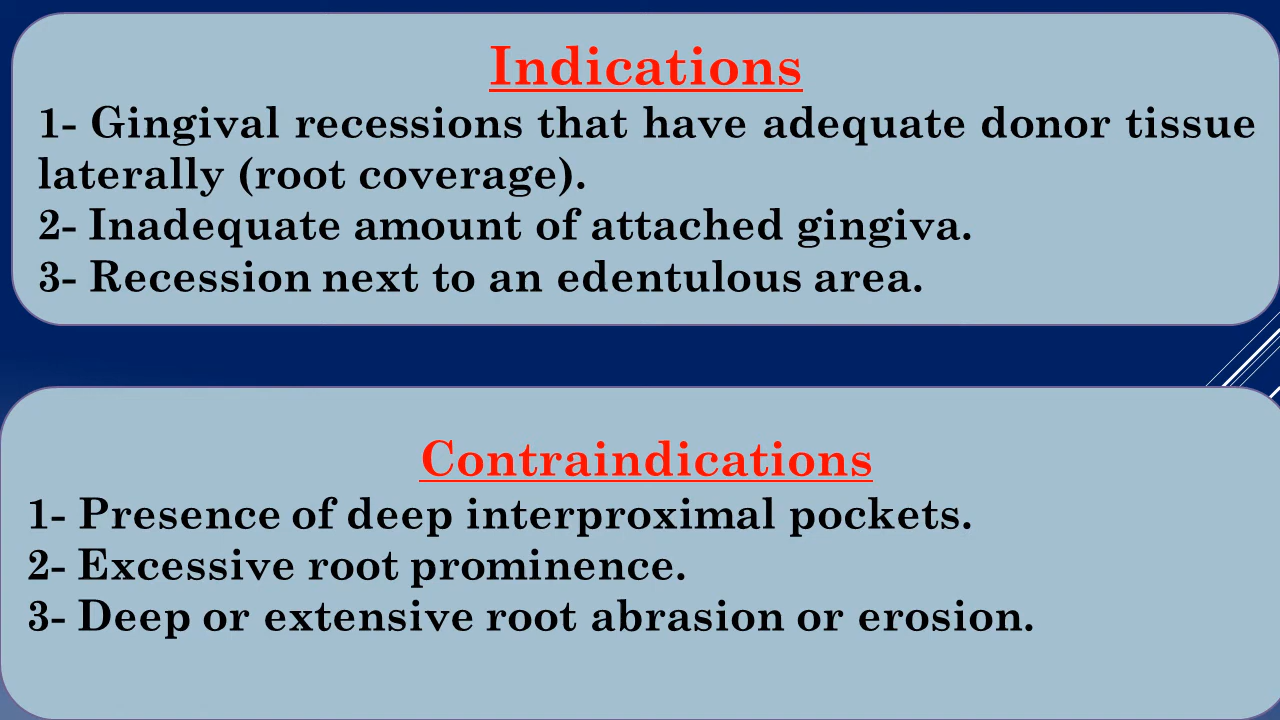 Indications
1- Gingival recessions that have adequate donor tissue
laterally (root coverage).
2- Inadequate amount of attached gingiva.
3- Recession next to an edentulous area.
Contraindications
1- Presence of deep interproximal pockets.
2- Excessive root prominence.
3- Deep or extensive root abrasion or erosion.